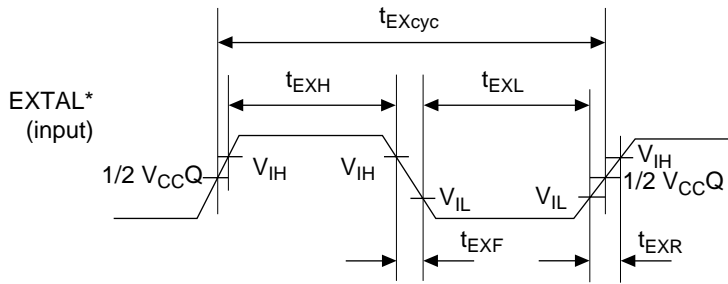 tEXcyc
tEXH
tEXL
EXTAL*
(input)
VIH
VIH
VIH
1/2 VCCQ
1/2 VCCQ
VIL
VIL
tEXF
tEXR